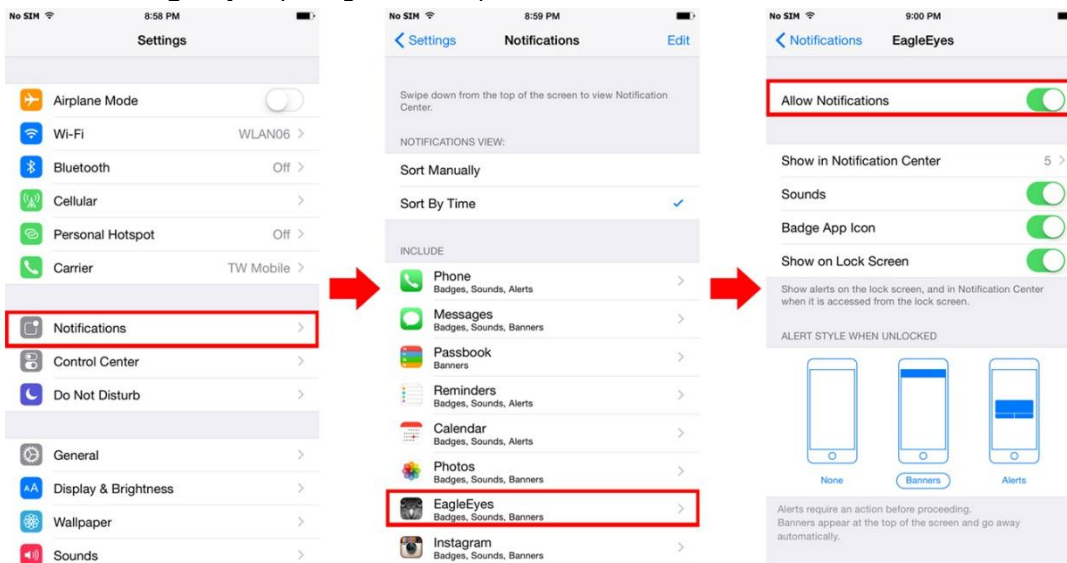 No SIM 8:58 PM
Settings
Airplane Mode
Wi-Fi WLAN06
Bluetooth Off
Cellular
Personal Hotspot Off
Carrier TW Mobile
Notifications
Control Center
Do Not Disturb
General
AA Display & Brightness
Wallpaper
Sounds
No SIM 8:59 PM
Settings Notifications Edit
Swipe down from the top of the screen to view Notification
Center.
NOTIFICATIONS VIEW:
Sort Manually
Sort By Time
INCLUDE
Phone
Badges, Sounds, Alerts
Messages
Badges, Sounds, Banners
Passbook
Banners
Reminders
Badges, Sounds, Alerts
Calendar
Badges, Sounds, Alerts
Photos
Badges, Sounds, Banners
EagleEyes
Badges, Sounds, Banners
Instagram
Badges, Sounds, Banners
No SIM 9:00 PM
Notifications EagleEyes
Allow Notifications
Show in Notification Center 5
Sounds
Badge App Icon
Show on Lock Screen
Show alerts on the lock screen, and in Notification Center
when it is accessed from the lock screen.
ALERT STYLE WHEN UNLOCKED
None Banners Alerts
Alerts require an action before proceeding.
Banners appear at the top of the screen and go away
automatically.